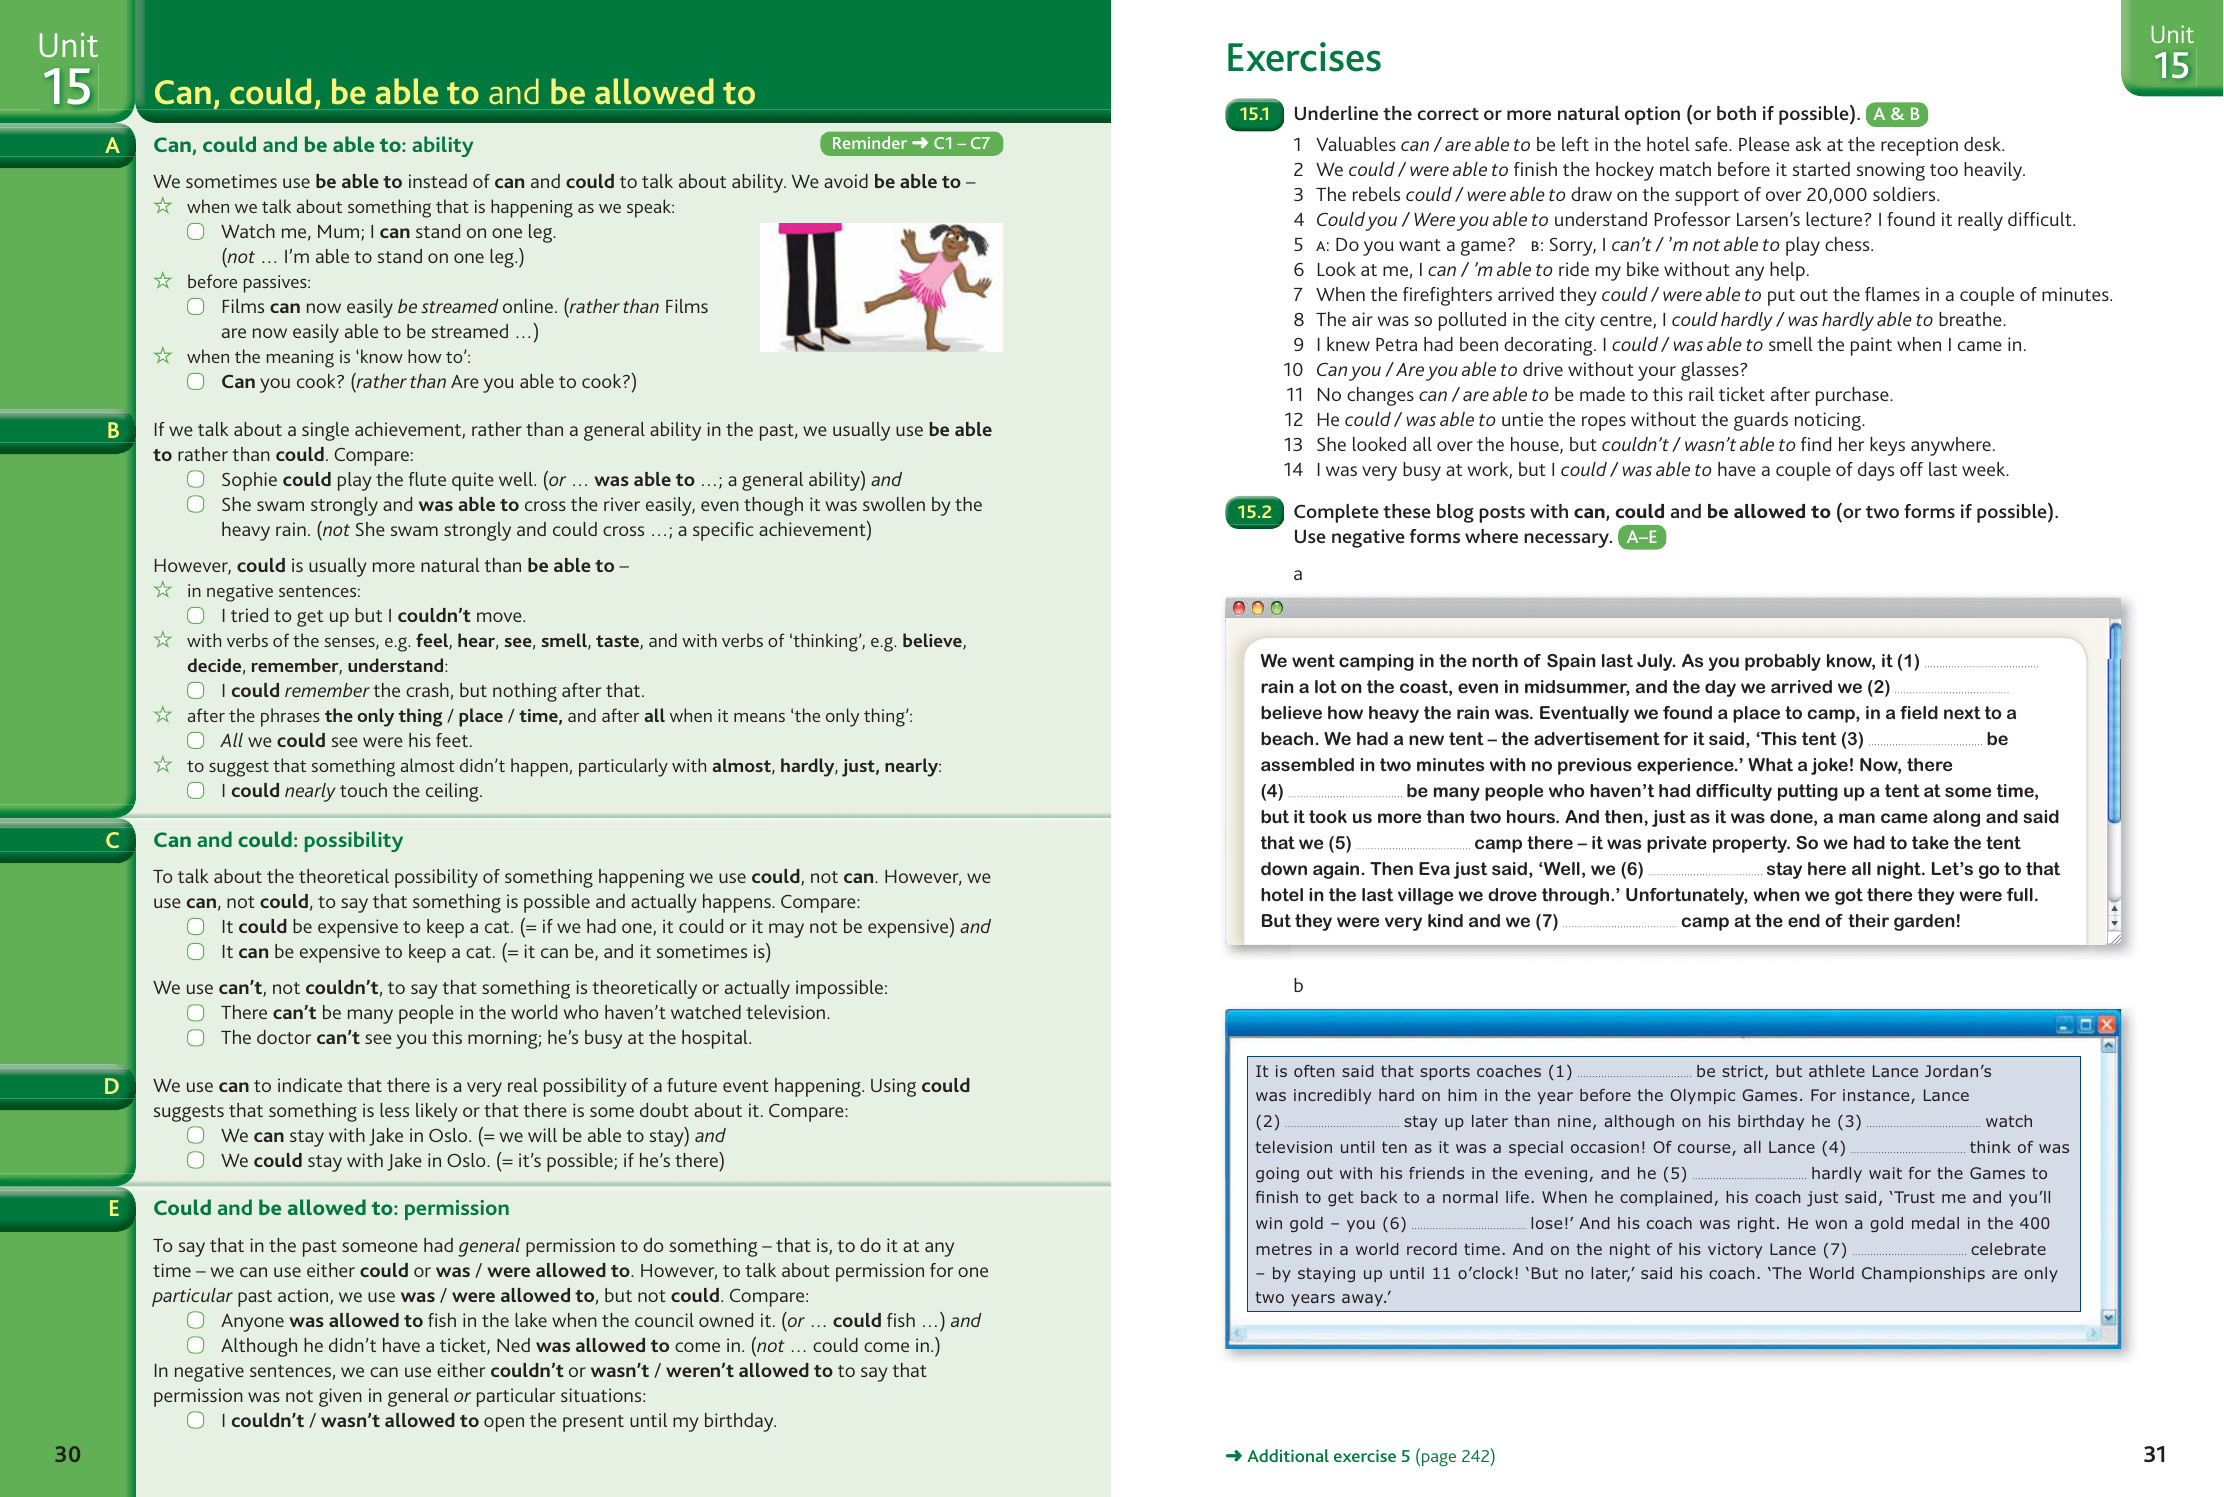 Unit
15
Can, could, be able to and be allowed to
A
Can, could and be able to: ability
Reminder ➜ C1 – C7
We sometimes use be able to instead of can and could to talk about ability. We avoid be able to –
☆ when we talk about something that is happening as we speak:
Watch me, Mum; I can stand on one leg.
(not … I’m able to stand on one leg.)
☆ before passives:
Films can now easily be streamed online. (rather than Films
are now easily able to be streamed …)
☆ when the meaning is ‘know how to’:
Can you cook? (rather than Are you able to cook?)
B
If we talk about a single achievement, rather than a general ability in the past, we usually use be able
to rather than could. Compare:
Sophie could play the flute quite well. (or … was able to …; a general ability) and
She swam strongly and was able to cross the river easily, even though it was swollen by the
heavy rain. (not She swam strongly and could cross …; a specific achievement)
However, could is usually more natural than be able to –
☆ in negative sentences:
I tried to get up but I couldn’t move.
☆ with verbs of the senses, e.g. feel, hear, see, smell, taste, and with verbs of ‘thinking’, e.g. believe,
decide, remember, understand:
I could remember the crash, but nothing after that.
☆ after the phrases the only thing / place / time, and after all when it means ‘the only thing’:
All we could see were his feet.
☆ to suggest that something almost didn’t happen, particularly with almost, hardly, just, nearly:
I could nearly touch the ceiling.
C
Can and could: possibility
To talk about the theoretical possibility of something happening we use could, not can. However, we
use can, not could, to say that something is possible and actually happens. Compare:
It could be expensive to keep a cat. (= if we had one, it could or it may not be expensive) and
It can be expensive to keep a cat. (= it can be, and it sometimes is)
We use can’t, not couldn’t, to say that something is theoretically or actually impossible:
There can’t be many people in the world who haven’t watched television.
The doctor can’t see you this morning; he’s busy at the hospital.
D
We use can to indicate that there is a very real possibility of a future event happening. Using could
suggests that something is less likely or that there is some doubt about it. Compare:
We can stay with Jake in Oslo. (= we will be able to stay) and
We could stay with Jake in Oslo. (= it’s possible; if he’s there)
E
Could and be allowed to: permission
To say that in the past someone had general permission to do something – that is, to do it at any
time – we can use either could or was / were allowed to. However, to talk about permission for one
particular past action, we use was / were allowed to, but not could. Compare:
Anyone was allowed to fish in the lake when the council owned it. (or … could fish …) and
Although he didn’t have a ticket, Ned was allowed to come in. (not … could come in.)
In negative sentences, we can use either couldn’t or wasn’t / weren’t allowed to to say that
permission was not given in general or particular situations:
I couldn’t / wasn’t allowed to open the present until my birthday.
30
Exercises
Unit
15
15.1 Underline the correct or more natural option (or both if possible). A & B
1 Valuables can / are able to be left in the hotel safe. Please ask at the reception desk.
2 We could / were able to finish the hockey match before it started snowing too heavily.
3 The rebels could / were able to draw on the support of over 20,000 soldiers.
4 Could you / Were you able to understand Professor Larsen’s lecture? I found it really difficult.
5 A: Do you want a game? B: Sorry, I can’t / ’m not able to play chess.
6 Look at me, I can / ’m able to ride my bike without any help.
7 When the firefighters arrived they could / were able to put out the flames in a couple of minutes.
8 The air was so polluted in the city centre, I could hardly / was hardly able to breathe.
9 I knew Petra had been decorating. I could / was able to smell the paint when I came in.
10 Can you / Are you able to drive without your glasses?
11 No changes can / are able to be made to this rail ticket after purchase.
12 He could / was able to untie the ropes without the guards noticing.
13 She looked all over the house, but couldn’t / wasn’t able to find her keys anywhere.
14 I was very busy at work, but I could / was able to have a couple of days off last week.
15.2 Complete these blog posts with can, could and be allowed to (or two forms if possible).
Use negative forms where necessary. A–E
a
We went camping in the north of Spain last July. As you probably know, it (1) ....................
rain a lot on the coast, even in midsummer, and the day we arrived we (2) ....................
believe how heavy the rain was. Eventually we found a place to camp, in a field next to a
beach. We had a new tent – the advertisement for it said, ‘This tent (3) .................... be
assembled in two minutes with no previous experience.’ What a joke! Now, there
(4) .................... be many people who haven’t had difficulty putting up a tent at some time,
but it took us more than two hours. And then, just as it was done, a man came along and said
that we (5) .................... camp there – it was private property. So we had to take the tent
down again. Then Eva just said, ‘Well, we (6) .................... stay here all night. Let’s go to that
hotel in the last village we drove through.’ Unfortunately, when we got there they were full.
But they were very kind and we (7) .................... camp at the end of their garden!
b
It is often said that sports coaches (1) .................... be strict, but athlete Lance Jordan’s
was incredibly hard on him in the year before the Olympic Games. For instance, Lance
(2) .................... stay up later than nine, although on his birthday he (3) .................... watch
television until ten as it was a special occasion! Of course, all Lance (4) .................... think of was
going out with his friends in the evening, and he (5) .................... hardly wait for the Games to
finish to get back to a normal life. When he complained, his coach just said, ‘Trust me and you’ll
win gold – you (6) .................... lose!’ And his coach was right. He won a gold medal in the 400
metres in a world record time. And on the night of his victory Lance (7) .................... celebrate
– by staying up until 11 o’clock! ‘But no later,’ said his coach. ‘The World Championships are only
two years away.’
➜ Additional exercise 5 (page 242)
31